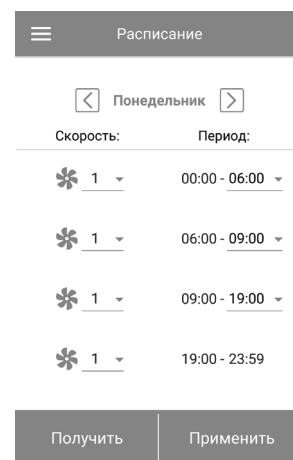 Расписание
Понедельник
Скорость: Период:
1 00:00 - 06:00
1 06:00 - 09:00
1 09:00 - 19:00
1 19:00 - 23:59
Получить Применить